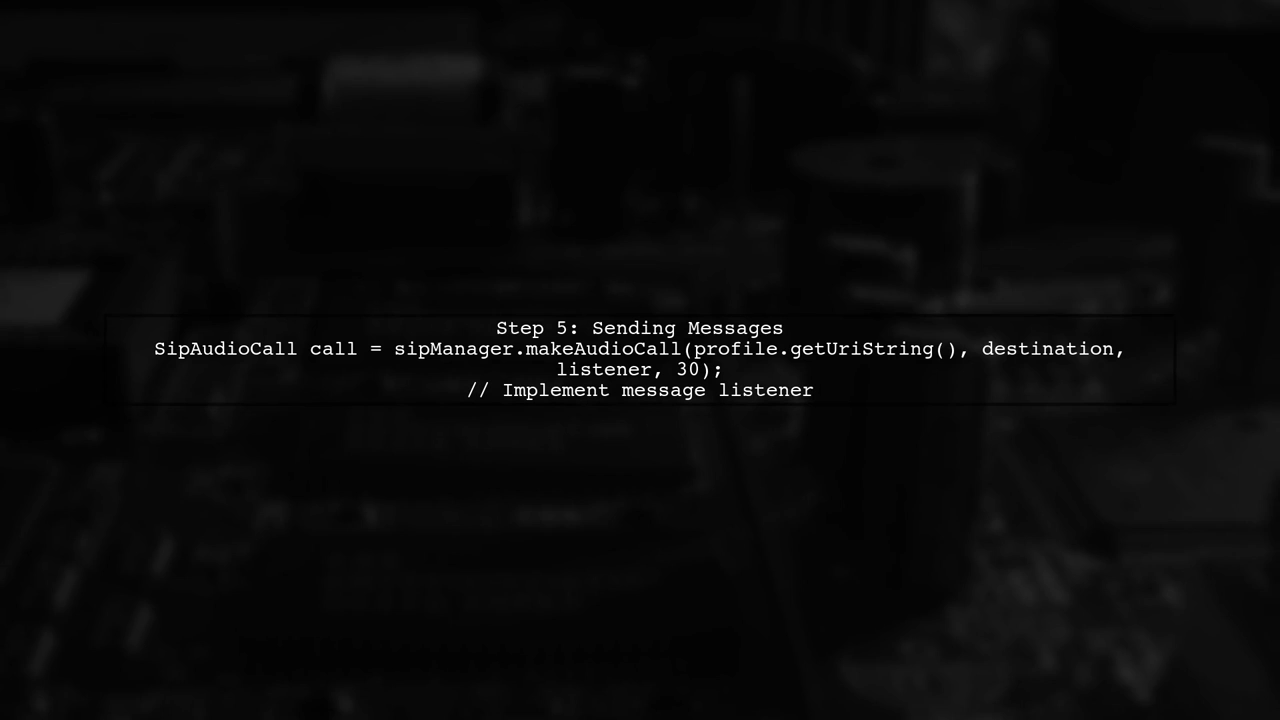 Step 5: Sending Messages
SipAudioCall call = sipManager.makeAudioCall(profile.getUriString(), destination,
listener, 30);
// Implement message listener